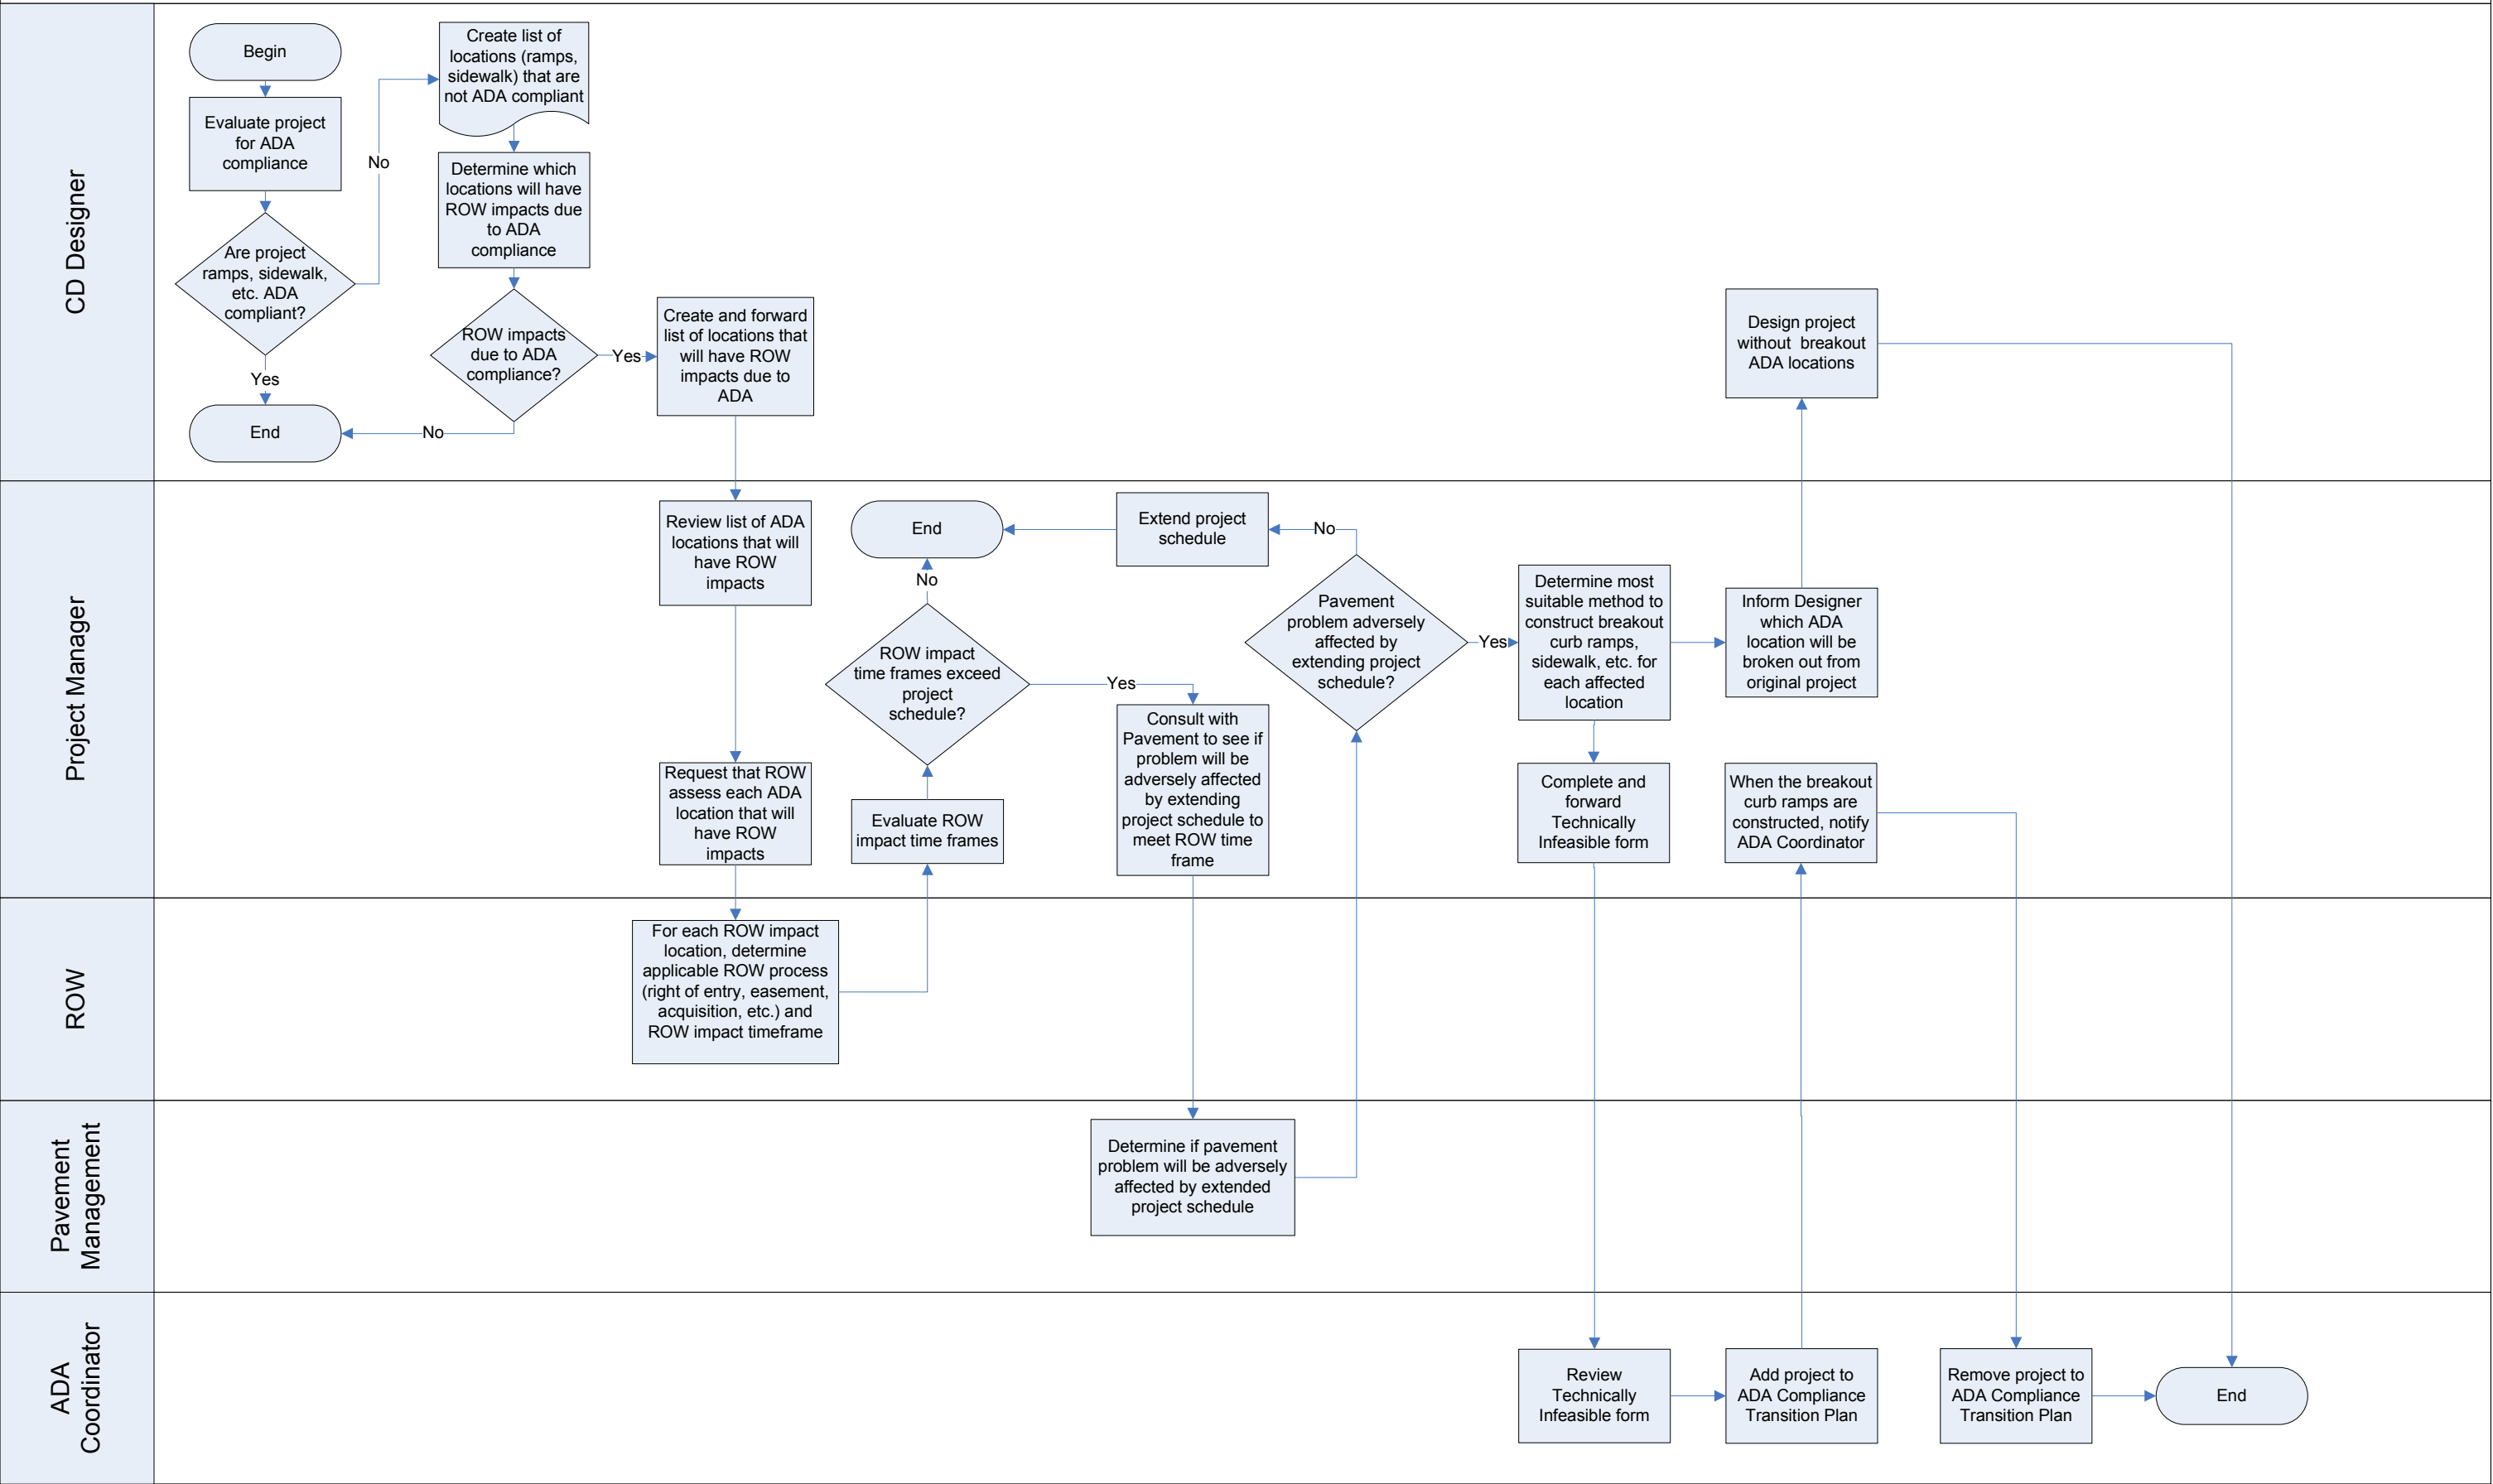 CD Designer
Begin
Evaluate project
for ADA
compliance
Are project
ramps, sidewalk,
etc. ADA
compliant?
Yes
End
No
Create list of
locations (ramps,
sidewalk) that are
not ADA compliant
Determine which
locations will have
ROW impacts due
to ADA
compliance
ROW impacts
due to ADA
compliance?
No
Yes
Create and forward
list of locations that
will have ROW
impacts due to
ADA
Design project
without breakout
ADA locations
Project Manager
Review list of ADA
locations that will
have ROW
impacts
Request that ROW
assess each ADA
location that will
have ROW
impacts
End
No
ROW impact
time frames exceed
project
schedule?
Evaluate ROW
impact time frames
Yes
Extend project
schedule
Consult with
Pavement to see if
problem will be
adversely affected
by extending
project schedule to
meet ROW time
frame
No
Pavement
problem adversely
affected by
extending project
schedule?
Yes
Determine most
suitable method to
construct breakout
curb ramps,
sidewalk, etc. for
each affected
location
Complete and
forward
Technically
Infeasible form
Inform Designer
which ADA
location will be
broken out from
original project
When the breakout
curb ramps are
constructed, notify
ADA Coordinator
ROW
For each ROW impact
location, determine
applicable ROW process
(right of entry, easement,
acquisition, etc.) and
ROW impact timeframe
Pavement
Management
Determine if pavement
problem will be adversely
affected by extended
project schedule
ADA
Coordinator
Review
Technically
Infeasible form
Add project to
ADA Compliance
Transition Plan
Remove project to
ADA Compliance
Transition Plan
End